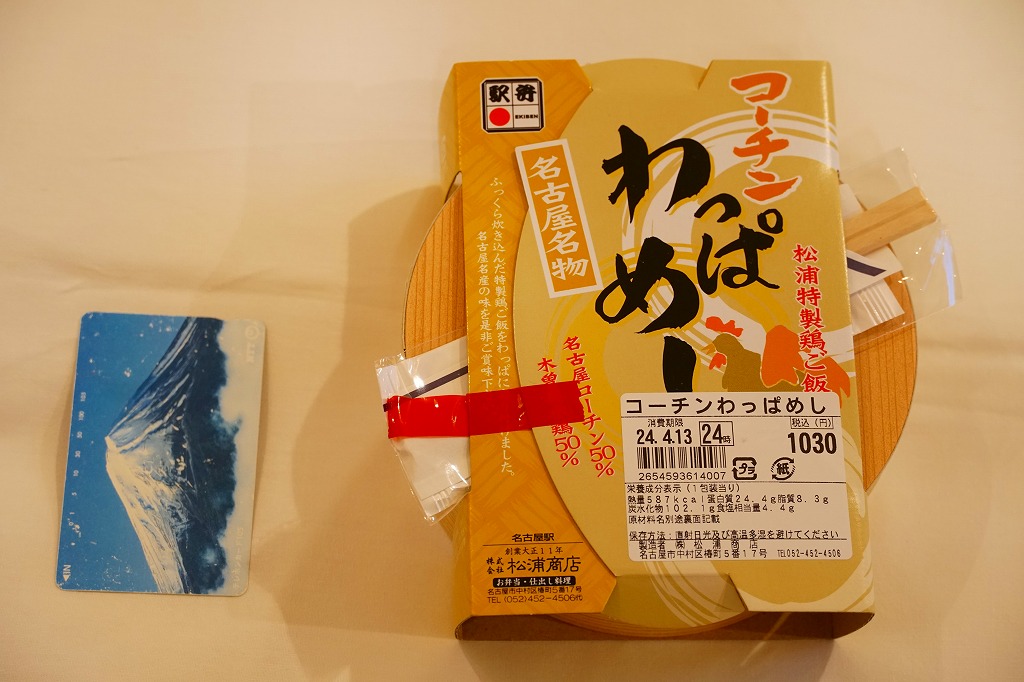 駅弁
EKIBEN
コーチン
わっぱめし
名古屋名物
松浦特製鶏ご飯
ふっくら炊き込んだ特製鶏ご飯をわっぱに
名古屋名産の味を是非ご賞味下
ました。
名古屋コーチン50%
木曽
鶏50%
名古屋駅
創業大正11年
株式会社 松浦商店
お弁当・仕出し料理
名古屋市中村区椿町5番17号
TEL(052)452-4506代
コーチンわっぱめし
消費期限
税込(円)
24.4.13 24時
1030
2654593614007
プラ
紙
栄養成分表示(1包装当り)
熱量587kcal蛋白質24.4g脂質8.3g
炭水化物102.1g食塩相当量4.4g
原材料名別途裏面記載
保存方法:直射日光及び高温多湿を避けてください
製造者 ㈱ 松浦商店
名古屋市中村区椿町5番17号 TEL052-452-4506